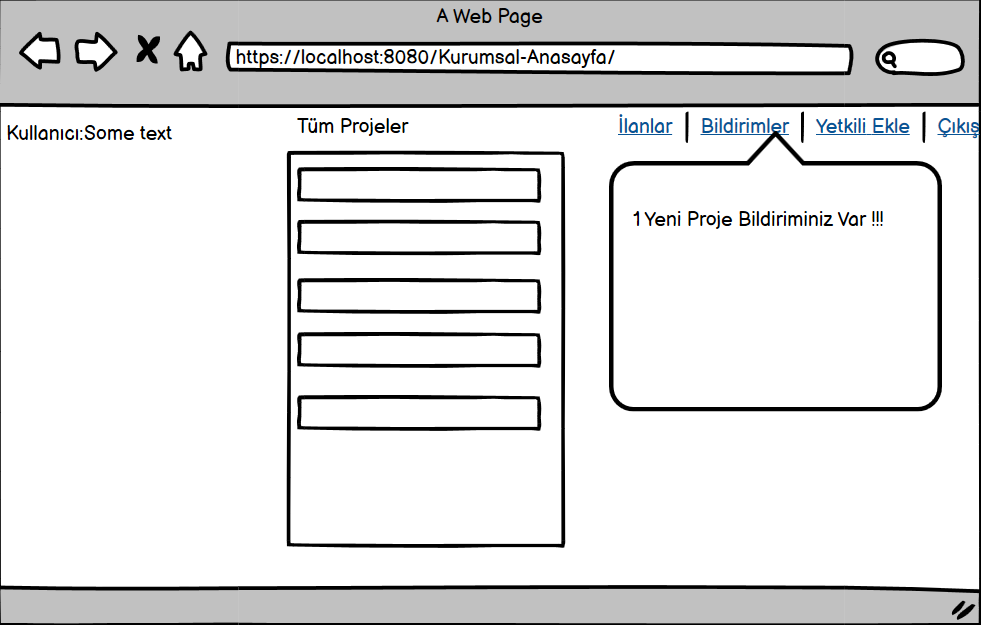 A Web Page
https://localhost:8080/Kurumsal-Anasayfa/
Kullanıcı:Some text
Tüm Projeler
İlanlar
Bildirimler
Yetkili Ekle
Çıkış
1 Yeni Proje Bildiriminiz Var !!!